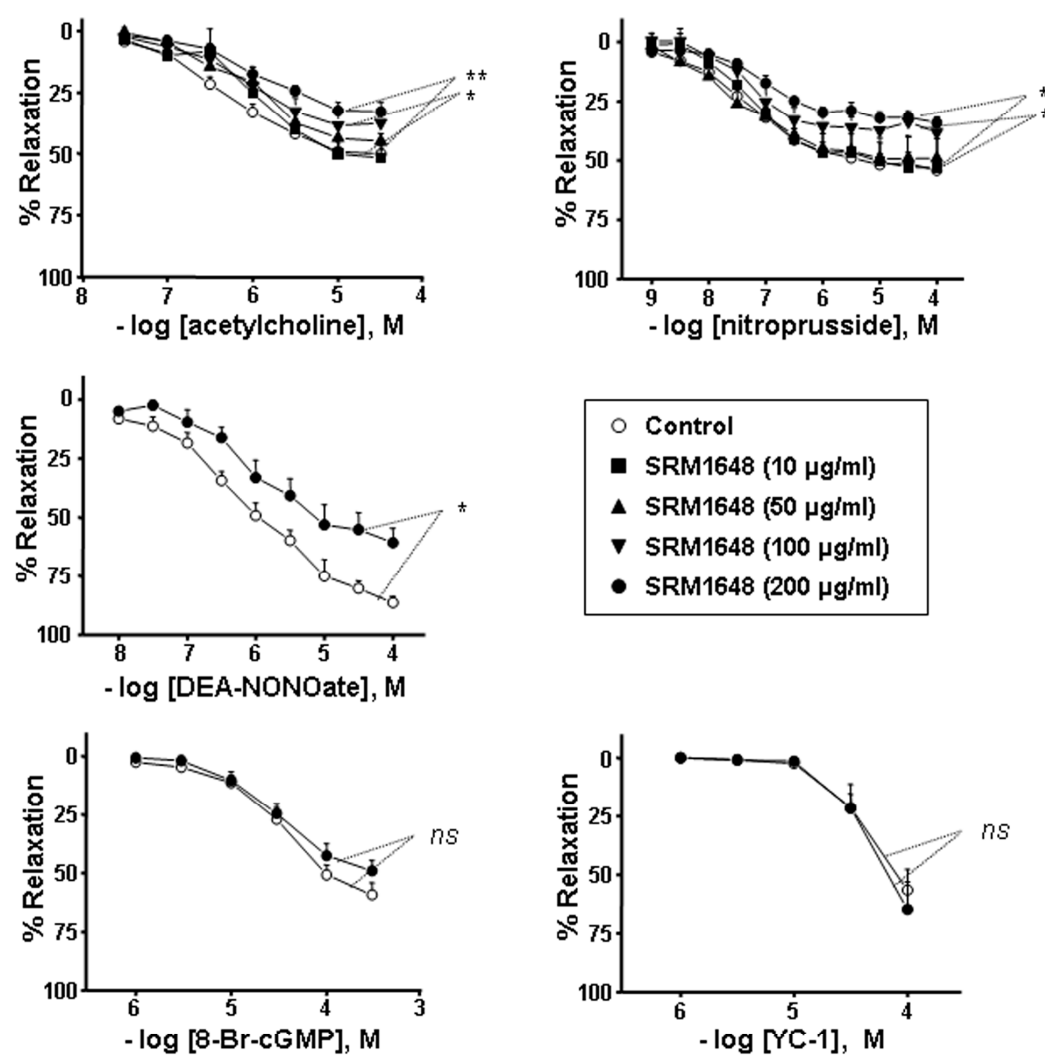 0
25
50
75
100
% Relaxation
8 7 6 5 4
- log [acetylcholine], M
**
*
0
25
50
75
100
% Relaxation
9 8 7 6 5 4
- log [nitroprusside], M
*
*
0
25
50
75
100
% Relaxation
8 7 6 5 4
- log [DEA-NONOate], M
*
Control
SRM1648 (10 µg/ml)
SRM1648 (50 µg/ml)
SRM1648 (100 µg/ml)
SRM1648 (200 µg/ml)
0
25
50
75
100
% Relaxation
6 5 4 3
- log [8-Br-cGMP], M
ns
0
25
50
75
100
% Relaxation
6 5 4
- log [YC-1], M
ns